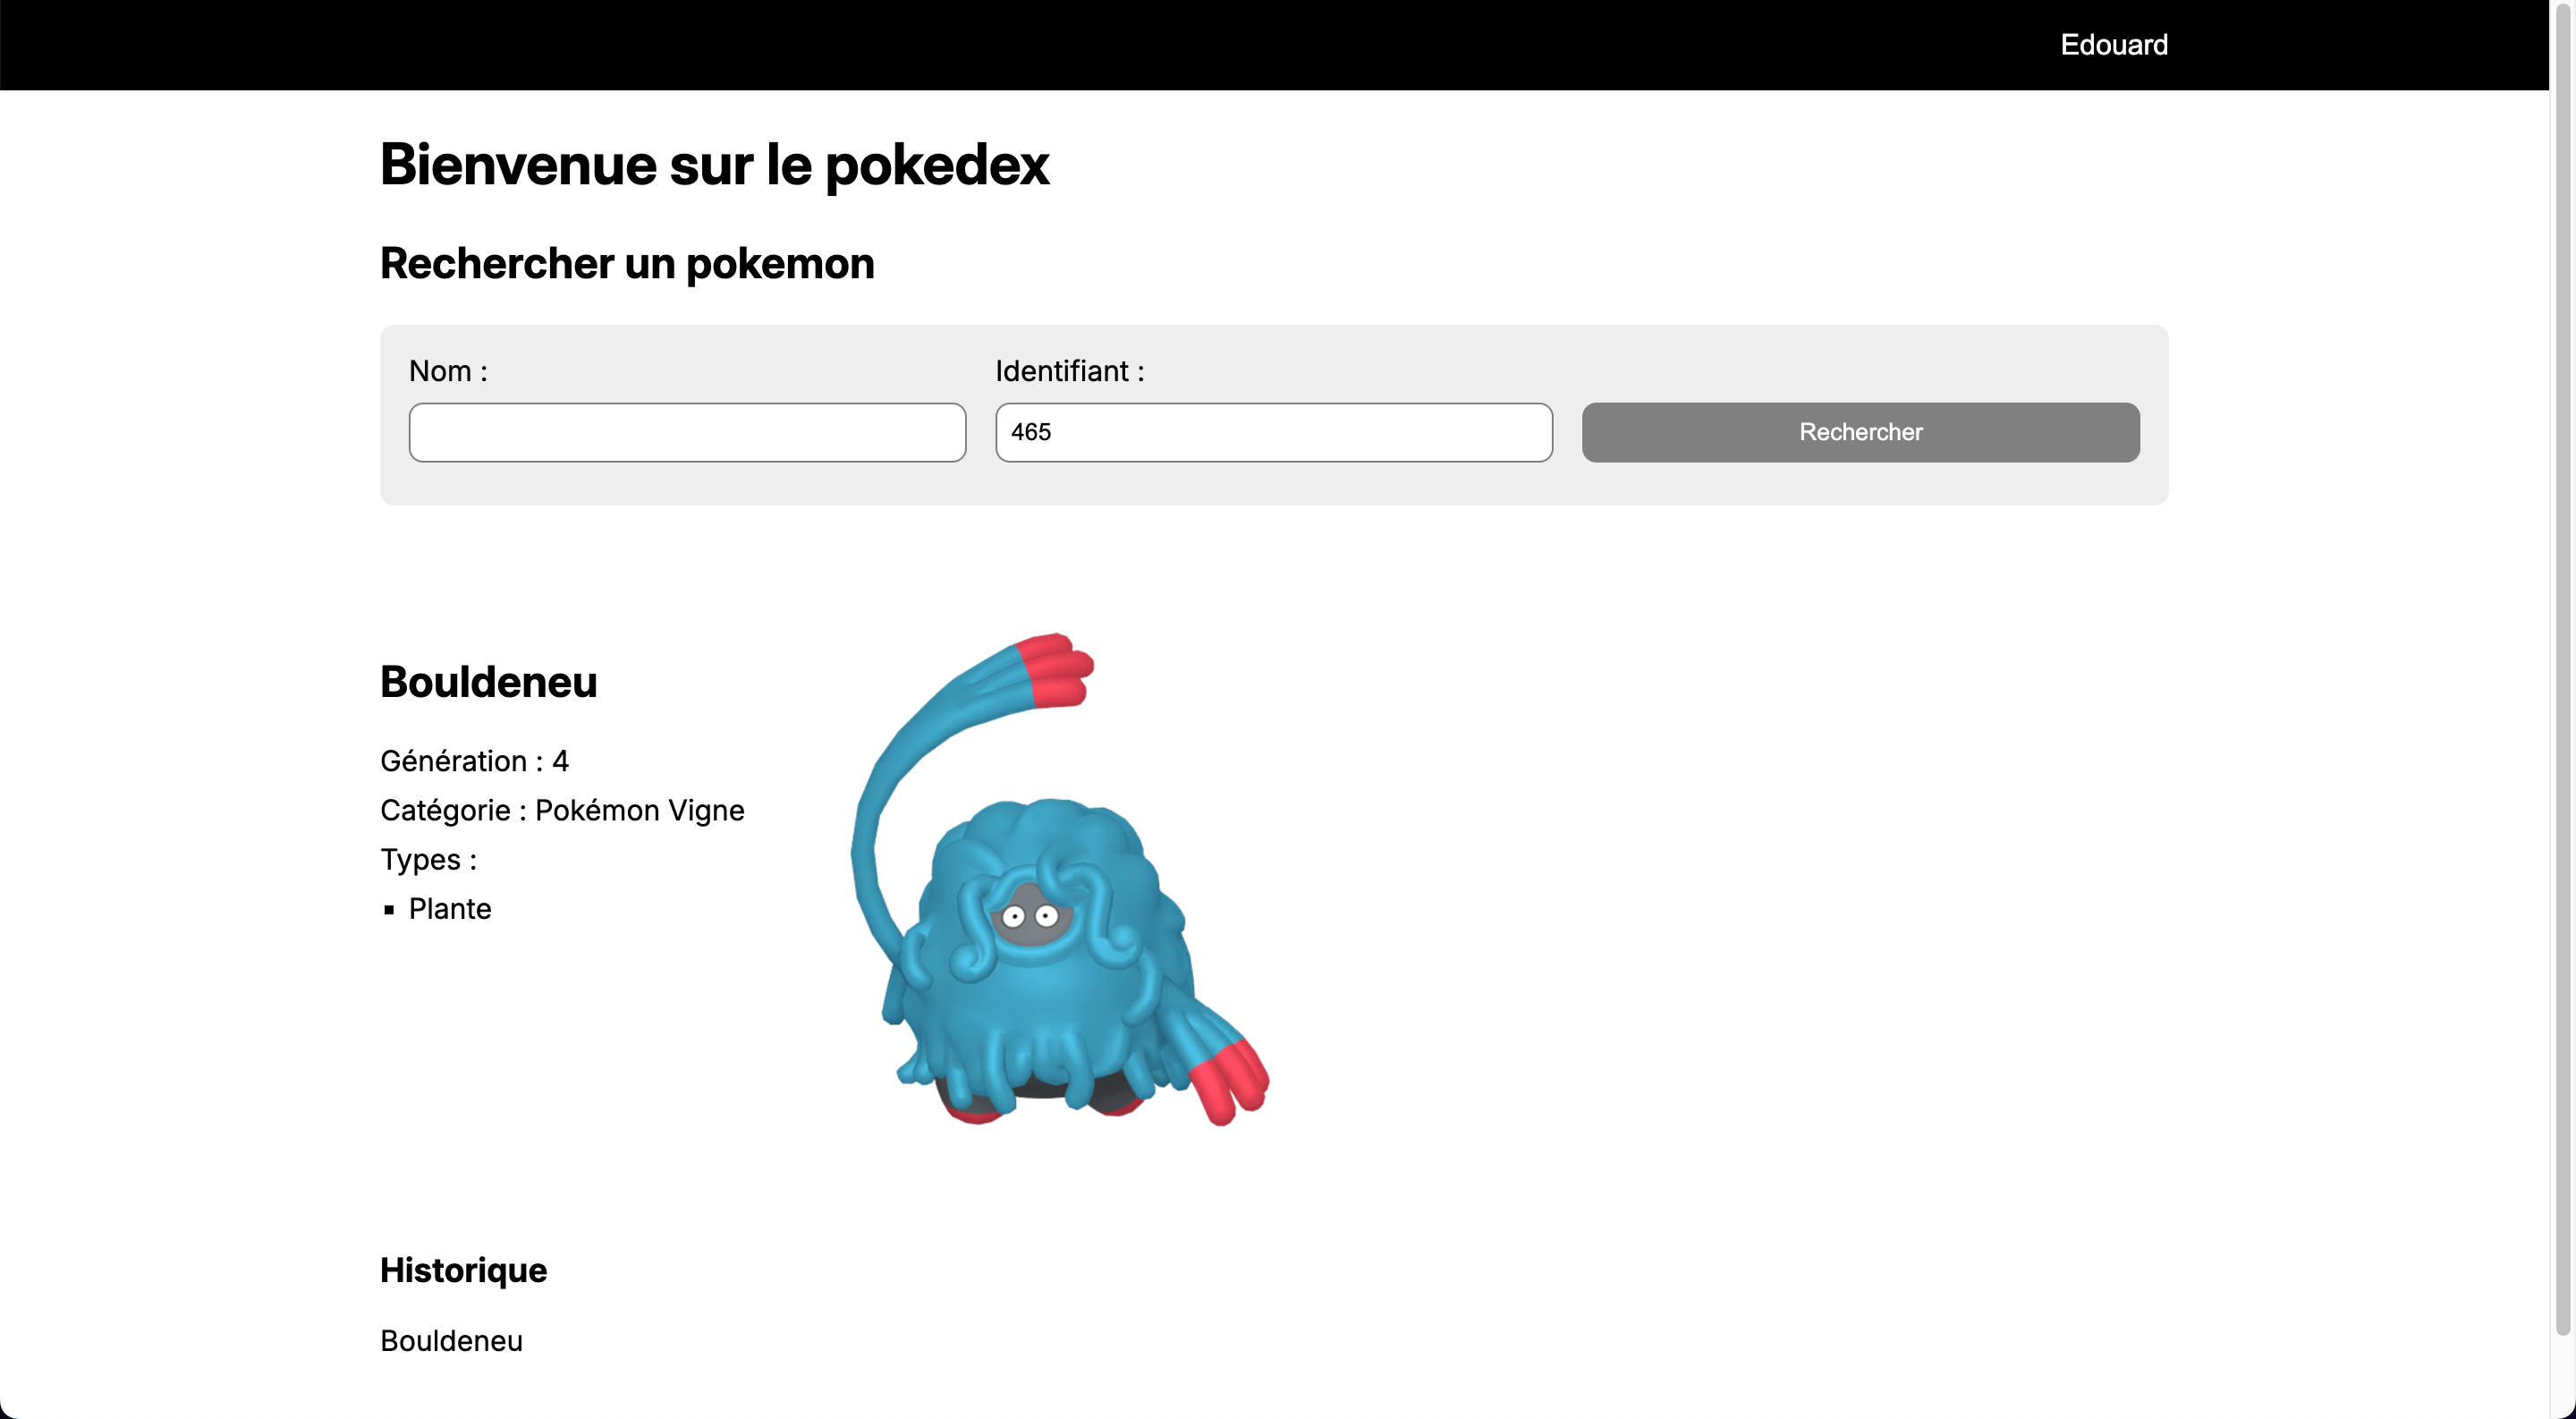 Edouard
Bienvenue sur le pokedex
Rechercher un pokemon
Nom :
Identifiant :
465
Rechercher
Bouldeneu
Génération : 4
Catégorie : Pokémon Vigne
Types :
▪ Plante
Historique
Bouldeneu